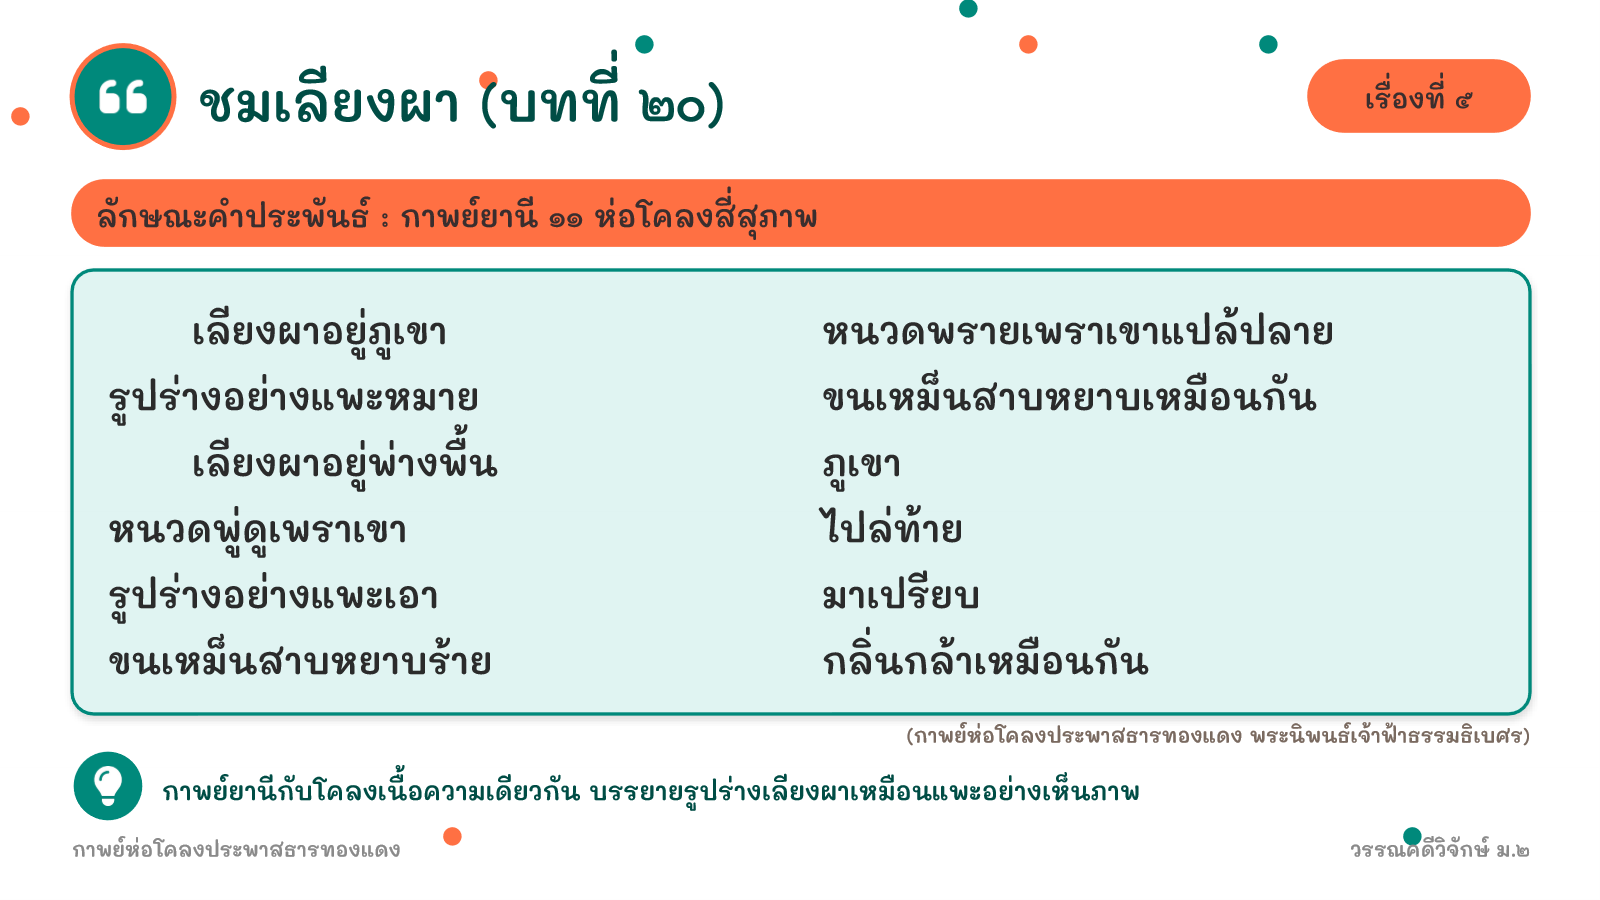 ชมเลียงผา (บทที่ ๒๐)
เรื่องที่ ๕
ลักษณะคำประพันธ์ : กาพย์ยานี ๑๑ ห่อโคลงสี่สุภาพ
เลียงผาอยู่ภูเขา หนวดพรายเพราเขาแปล้ปลาย
รูปร่างอย่างแพะหมาย ขนเหม็นสาบหยาบเหมือนกัน
เลียงผาอยู่พ่างพื้น ภูเขา
หนวดพู่ดูเพราเขา ไปล่ท้าย
รูปร่างอย่างแพะเอา มาเปรียบ
ขนเหม็นสาบหยาบร้าย กลิ่นกล้าเหมือนกัน
(กาพย์ห่อโคลงประพาสธารทองแดง พระนิพนธ์เจ้าฟ้าธรรมธิเบศร)
กาพย์ยานีกับโคลงเนื้อความเดียวกัน บรรยายรูปร่างเลียงผาเหมือนแพะอย่างเห็นภาพ
กาพย์ห่อโคลงประพาสธารทองแดง
วรรณคดีวิจักษ์ ม.๒